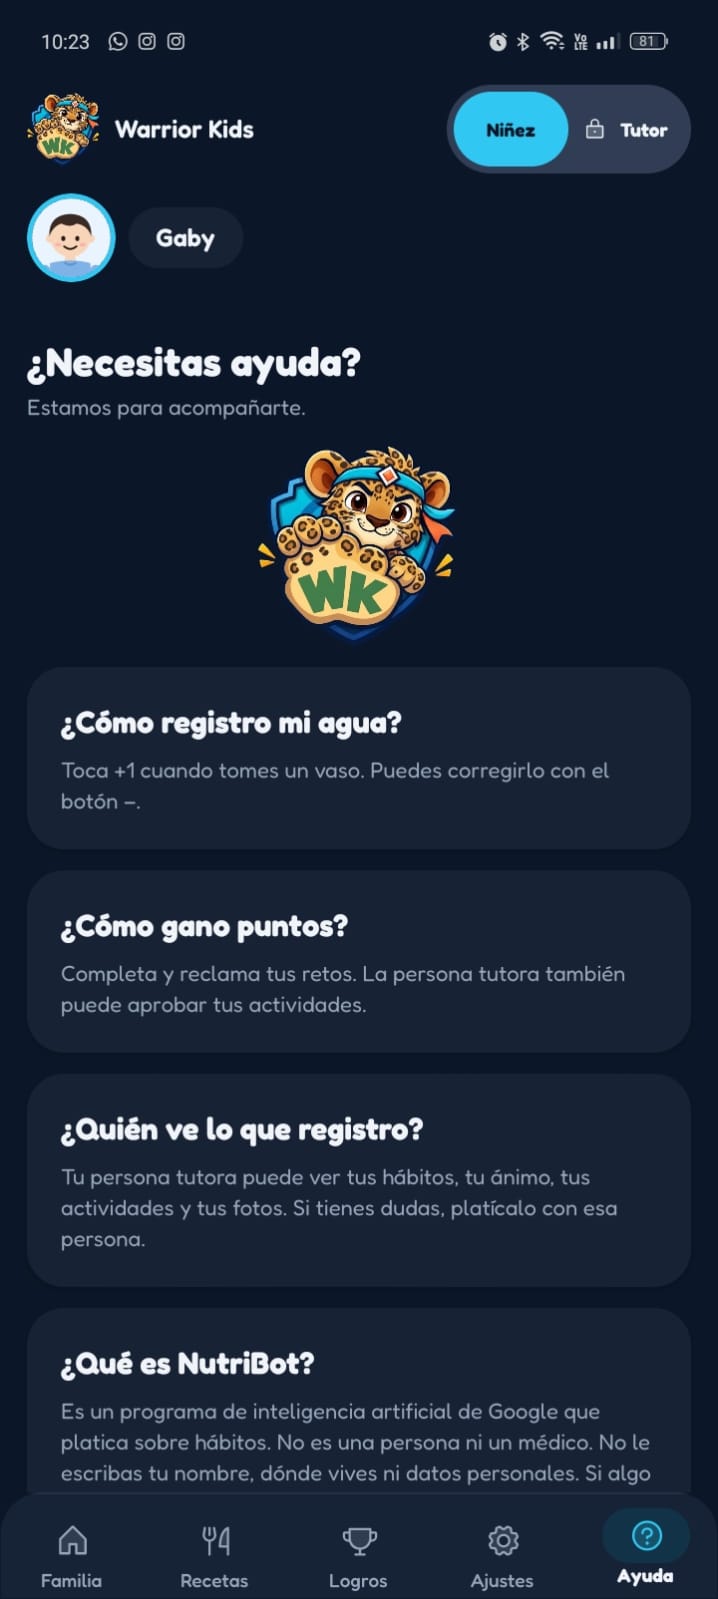 10:23
VO LTE
81
WK
Warrior Kids
Niñez
Tutor
Gaby
¿Necesitas ayuda?
Estamos para acompañarte.
WK
¿Cómo registro mi agua?
Toca +1 cuando tomes un vaso. Puedes corregirlo con el
botón –.
¿Cómo gano puntos?
Completa y reclama tus retos. La persona tutora también
puede aprobar tus actividades.
¿Quién ve lo que registro?
Tu persona tutora puede ver tus hábitos, tu ánimo, tus
actividades y tus fotos. Si tienes dudas, platícalo con esa
persona.
¿Qué es NutriBot?
Es un programa de inteligencia artificial de Google que
platica sobre hábitos. No es una persona ni un médico. No le
escribas tu nombre, dónde vives ni datos personales. Si algo
Familia
Recetas
Logros
Ajustes
Ayuda